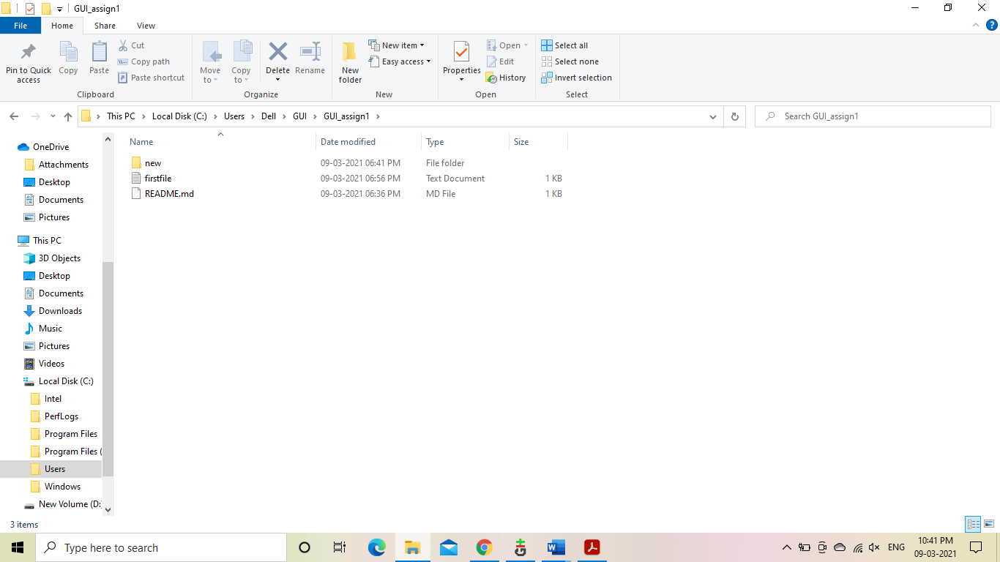 GUI_assign1
File Home Share View
Pin to Quick access
Copy
Paste
Cut
Copy path
Paste shortcut
Clipboard
Move to
Copy to
Delete
Rename
Organize
New folder
New item
Easy access
New
Properties
Open
Edit
History
Open
Select all
Select none
Invert selection
Select
This PC > Local Disk (C:) > Users > Dell > GUI > GUI_assign1 >
Search GUI_assign1
OneDrive
Attachments
Desktop
Documents
Pictures
This PC
3D Objects
Desktop
Documents
Downloads
Music
Pictures
Videos
Local Disk (C:)
Intel
PerfLogs
Program Files
Program Files (
Users
Windows
New Volume (D:
Name Date modified Type Size
new 09-03-2021 06:41 PM File folder
firstfile 09-03-2021 06:56 PM Text Document 1 KB
README.md 09-03-2021 06:36 PM MD File 1 KB
3 items
Type here to search
ENG
10:41 PM
09-03-2021